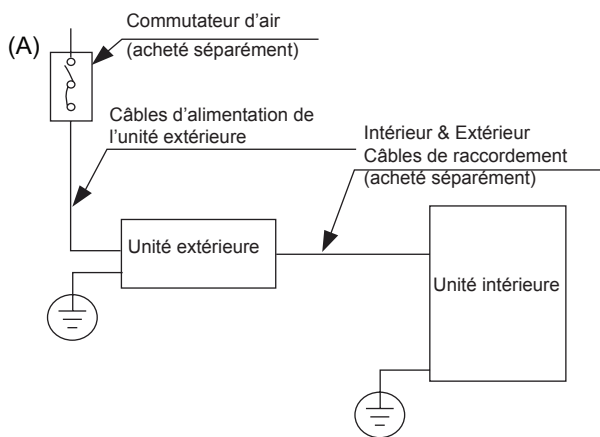 (A)
Commutateur d'air
(acheté séparément)
Câbles d'alimentation de
l'unité extérieure
Intérieur & Extérieur
Câbles de raccordement
(acheté séparément)
Unité extérieure
Unité intérieure